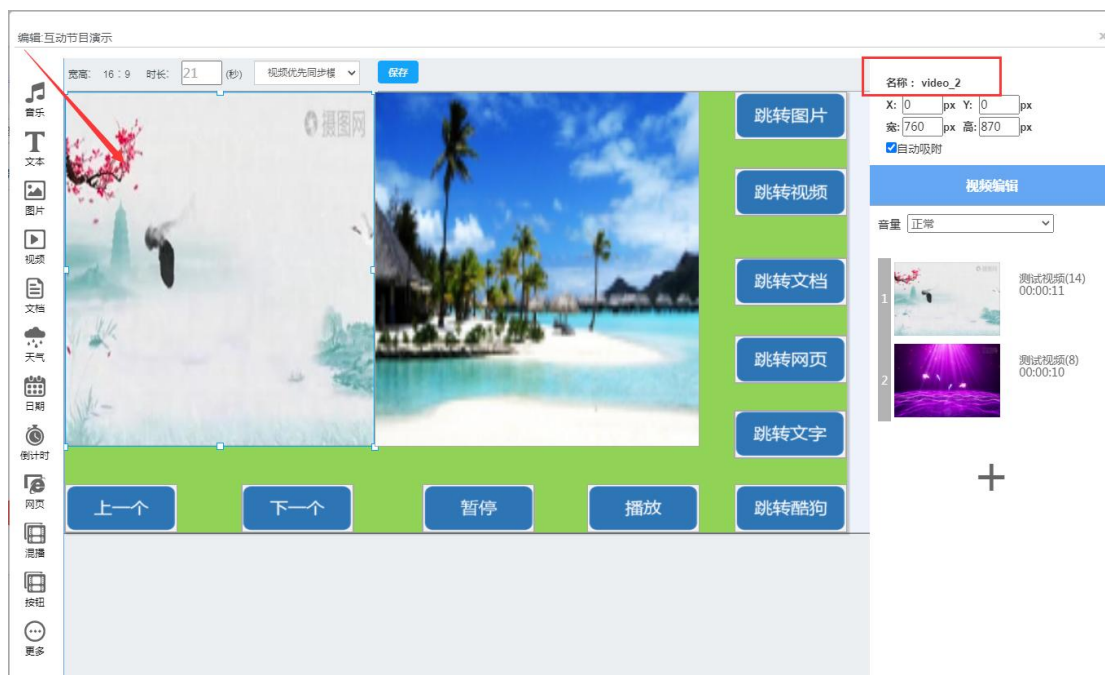 编辑:互动节目演示
×
宽高: 16:9 时长: 21 (秒) 视频优先同步模 保存
音乐
文本
图片
视频
文档
天气
日期
倒计时
网页
混播
按钮
更多
摄图网
跳转图片
跳转视频
跳转文档
跳转网页
跳转文字
上一个 下一个 暂停 播放 跳转酷狗
名称: video_2
X: 0 px Y: 0 px
宽: 760 px 高: 870 px
自动吸附
视频编辑
音量 正常
1
测试视频(14)
00:00:11
2
测试视频(8)
00:00:10